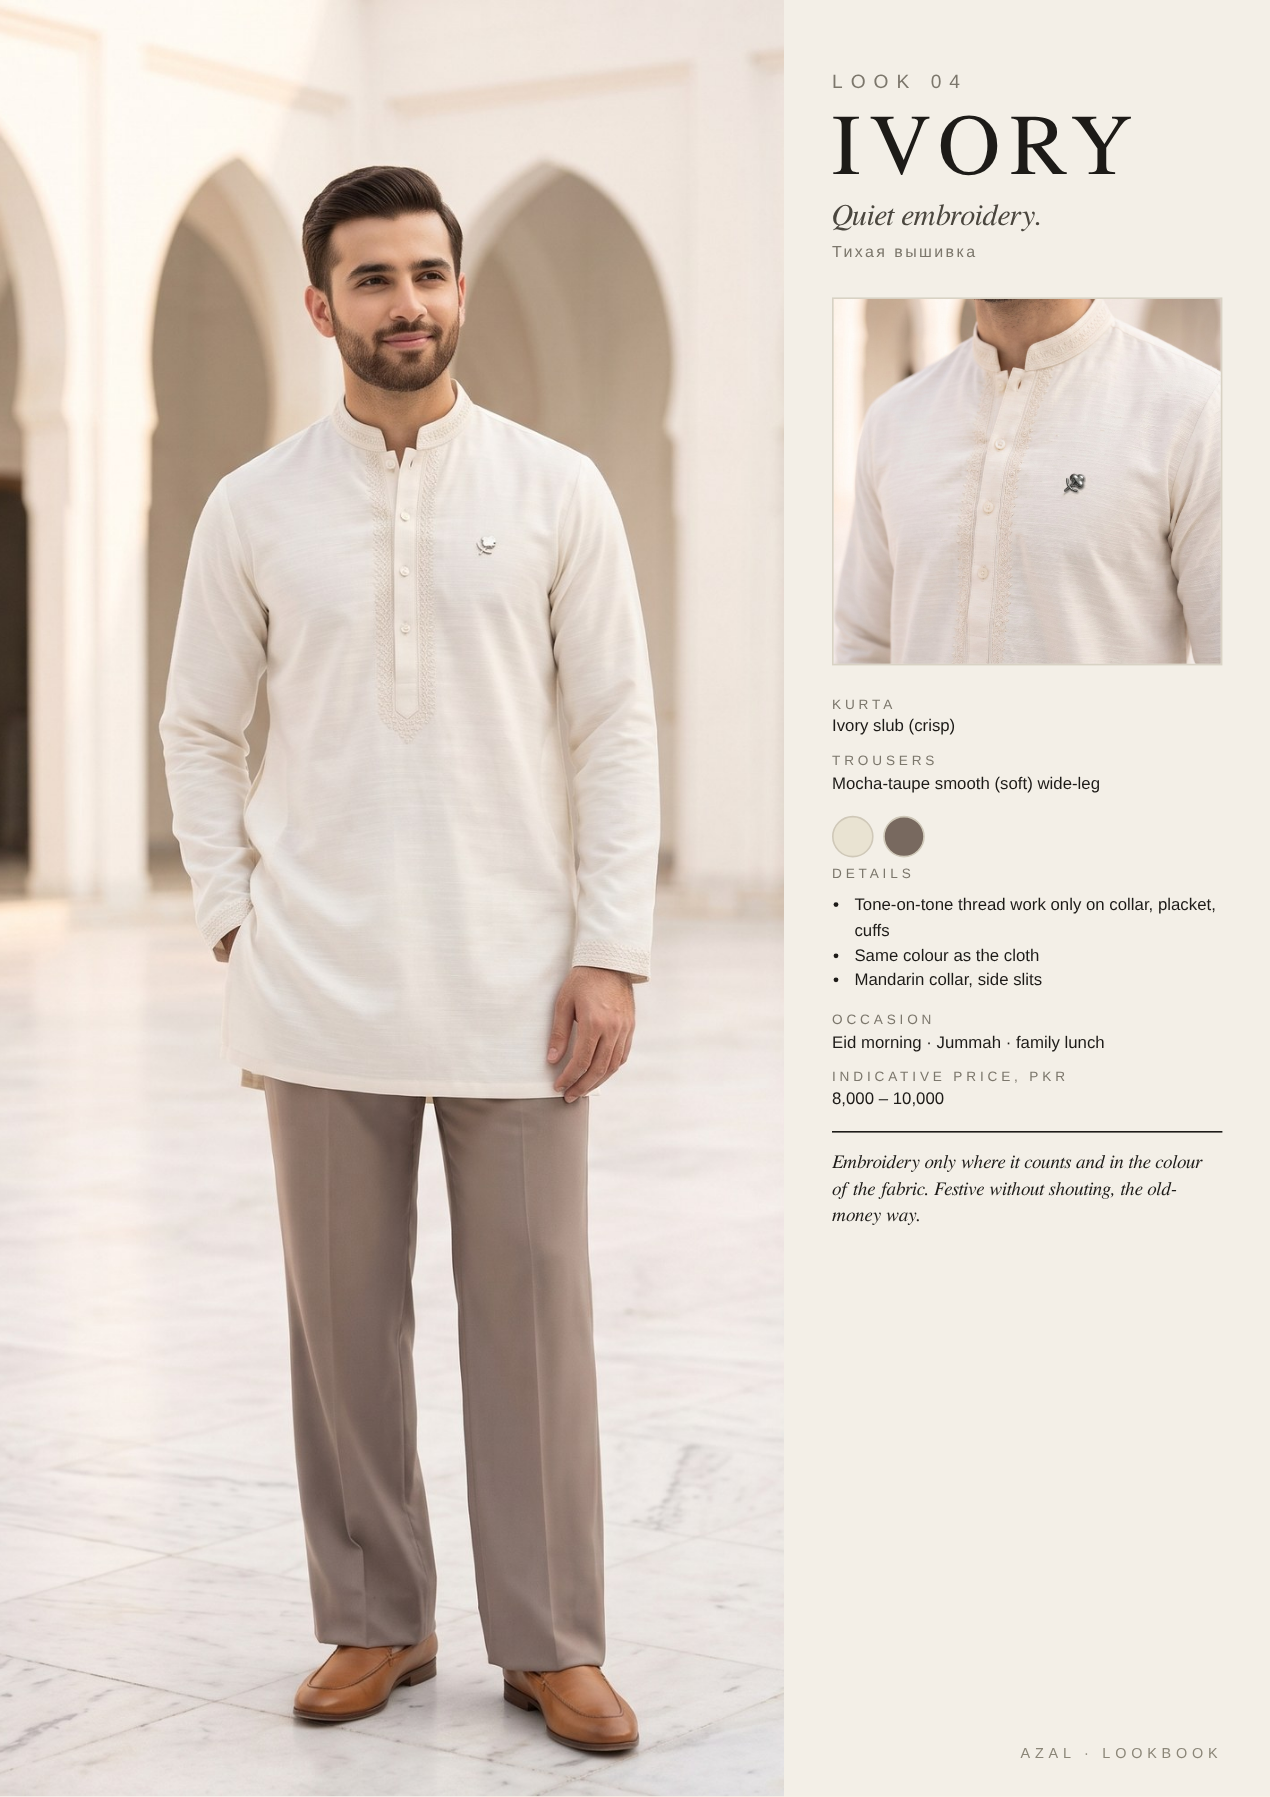 LOOK 04
IVORY
Quiet embroidery.
Тихая вышивка
KURTA
Ivory slub (crisp)
TROUSERS
Mocha-taupe smooth (soft) wide-leg
DETAILS
• Tone-on-tone thread work only on collar, placket,
cuffs
• Same colour as the cloth
• Mandarin collar, side slits
OCCASION
Eid morning · Jummah · family lunch
INDICATIVE PRICE, PKR
8,000 – 10,000
Embroidery only where it counts and in the colour
of the fabric. Festive without shouting, the old-
money way.
AZAL · LOOKBOOK